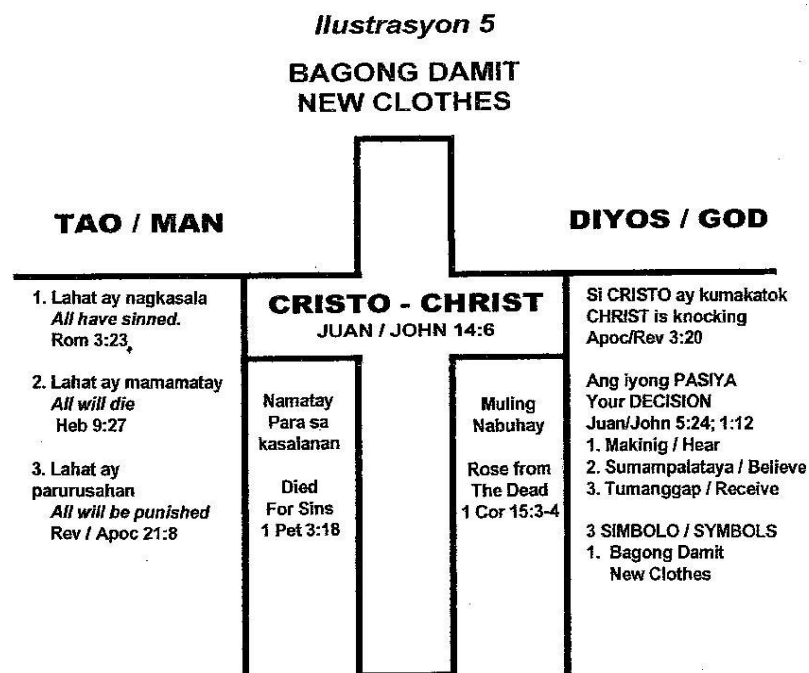 Ilustrasyon 5
BAGONG DAMIT
NEW CLOTHES
TAO / MAN
DIYOS / GOD
CRISTO - CHRIST
JUAN / JOHN 14:6
1. Lahat ay nagkasala
All have sinned.
Rom 3:23
2. Lahat ay mamamatay
All will die
Heb 9:27
3. Lahat ay
parurusahan
All will be punished
Rev / Apoc 21:8
Namatay
Para sa
kasalanan
Died
For Sins
1 Pet 3:18
Muling
Nabuhay
Rose from
The Dead
1 Cor 15:3-4
Si CRISTO ay kumakatok
CHRIST is knocking
Apoc/Rev 3:20
Ang iyong PASIYA
Your DECISION
Juan/John 5:24; 1:12
1. Makinig / Hear
2. Sumampalataya / Believe
3. Tumanggap / Receive
3 SIMBOLO / SYMBOLS
1. Bagong Damit
New Clothes